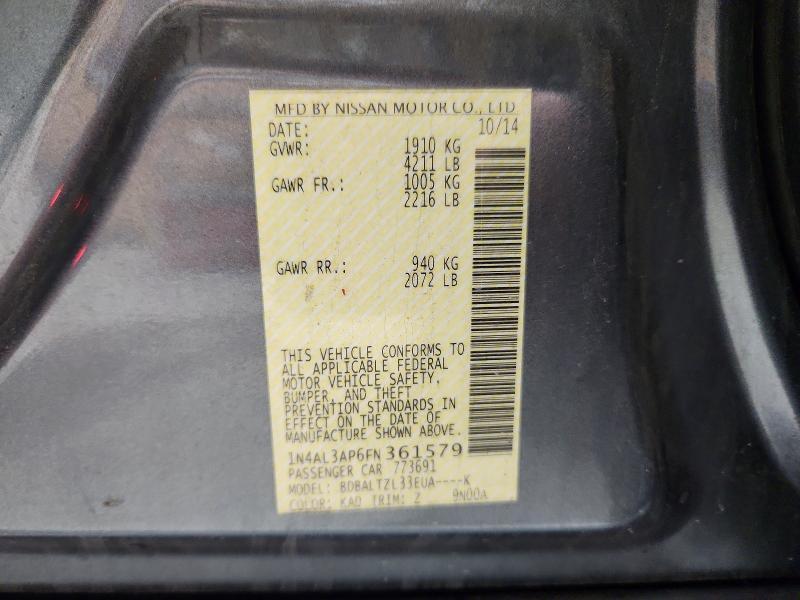 MFD BY NISSAN MOTOR CO., LTD
DATE: 10/14
GVWR: 1910 KG
4211 LB
GAWR FR.: 1005 KG
2216 LB
GAWR RR.: 940 KG
2072 LB
THIS VEHICLE CONFORMS TO
ALL APPLICABLE FEDERAL
MOTOR VEHICLE SAFETY,
BUMPER, AND THEFT
PREVENTION STANDARDS IN
EFFECT ON THE DATE OF
MANUFACTURE SHOWN ABOVE.
1N4AL3AP6FN361579
PASSENGER CAR 773691
MODEL: BDBALTZL33EUA----K
COLOR: KAD TRIM: Z 9N00A